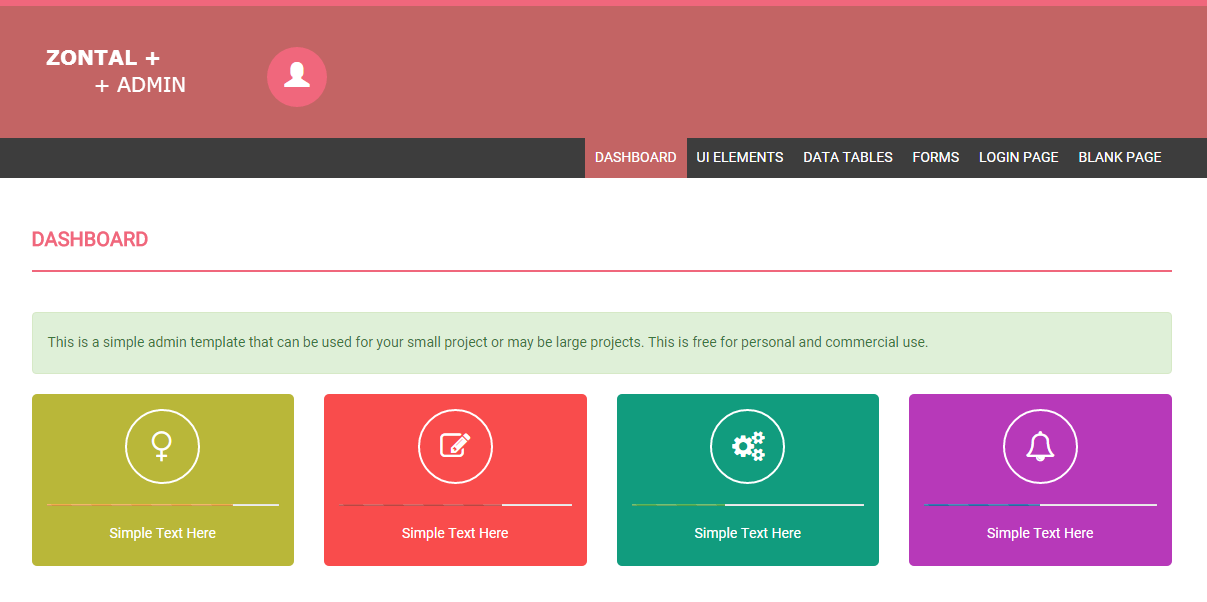 ZONTAL +
+ ADMIN
DASHBOARD UI ELEMENTS DATA TABLES FORMS LOGIN PAGE BLANK PAGE
DASHBOARD
This is a simple admin template that can be used for your small project or may be large projects. This is free for personal and commercial use.
Simple Text Here Simple Text Here Simple Text Here Simple Text Here